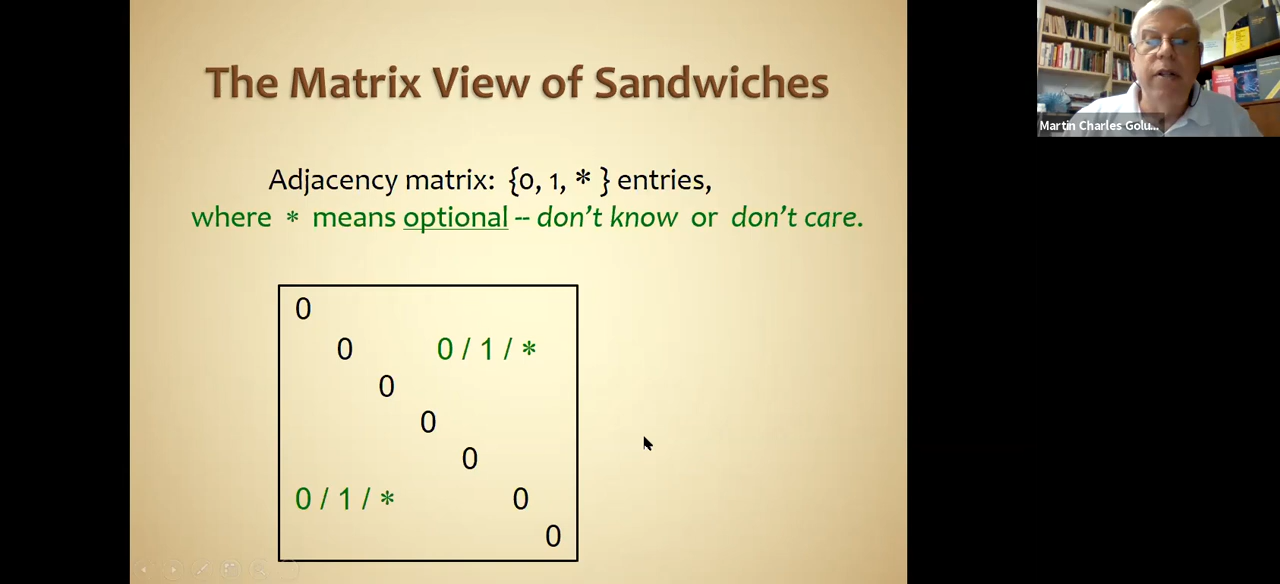 The Matrix View of Sandwiches
Martin Charles Golu...
Adjacency matrix: {0, 1, * } entries,
where * means optional -- don't know or don't care.
0
0 0 / 1 / *
0
0
0
0 / 1 / * 0
0